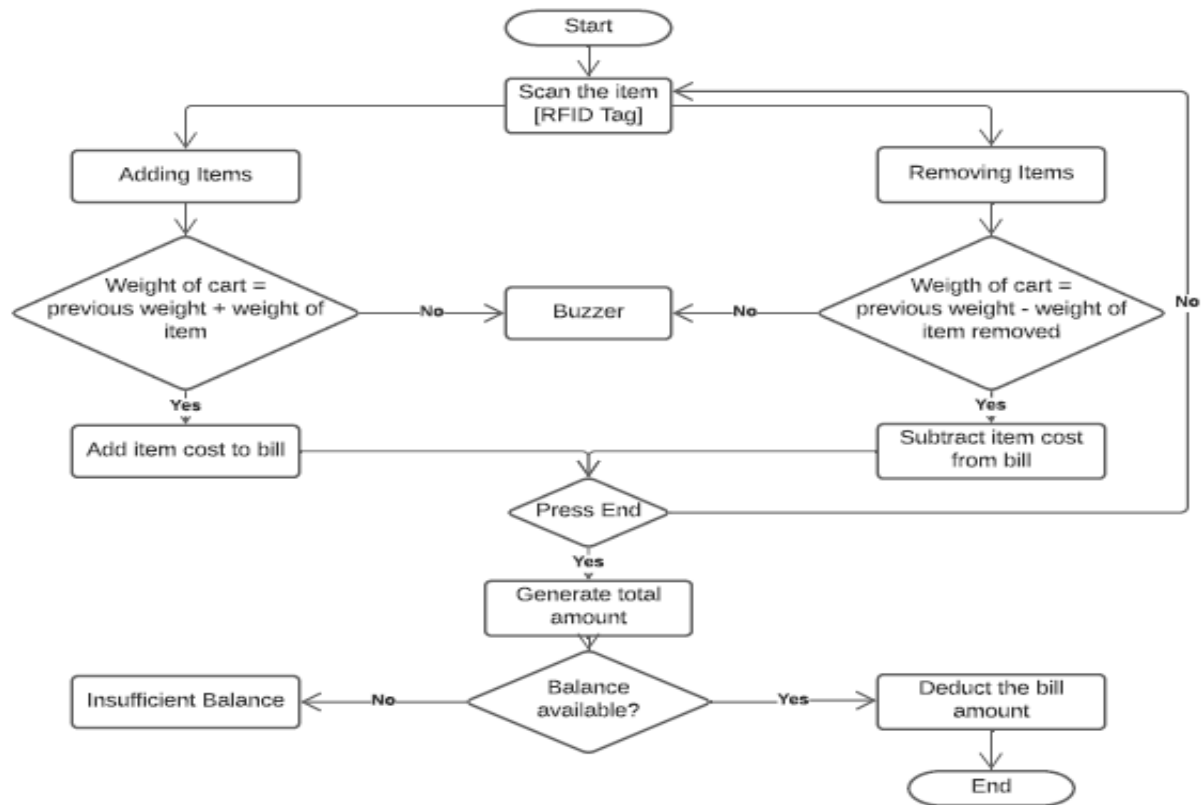 Start
Scan the item
[RFID Tag]
Adding Items
Removing Items
Weight of cart =
previous weight + weight of
item
No
Buzzer
No
Weigth of cart =
previous weight - weight of
item removed
No
Yes
Yes
Add item cost to bill
Subtract item cost
from bill
Press End
Yes
Generate total
amount
Insufficient Balance
No
Balance
available?
Yes
Deduct the bill
amount
End